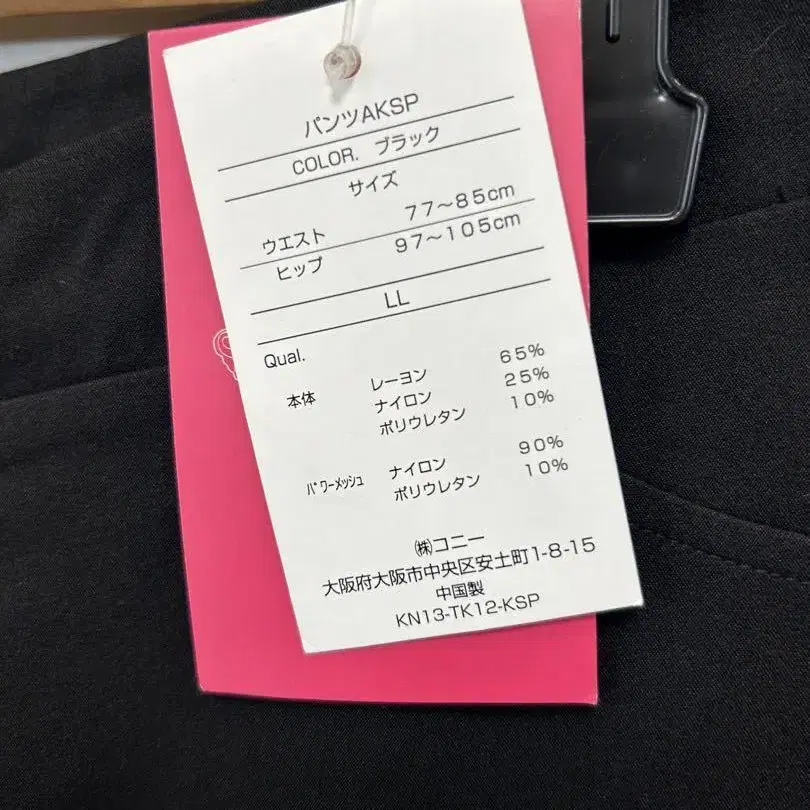 パンツAKSP
COLOR. ブラック
サイズ
ウエスト 77〜85cm
ヒップ 97〜105cm
LL
Qual.
本体 レーヨン 65%
ナイロン 25%
ポリウレタン 10%
パワーメッシュ ナイロン 90%
ポリウレタン 10%
㈱コニー
大阪府大阪市中央区安土町1-8-15
中国製
KN13-TK12-KSP